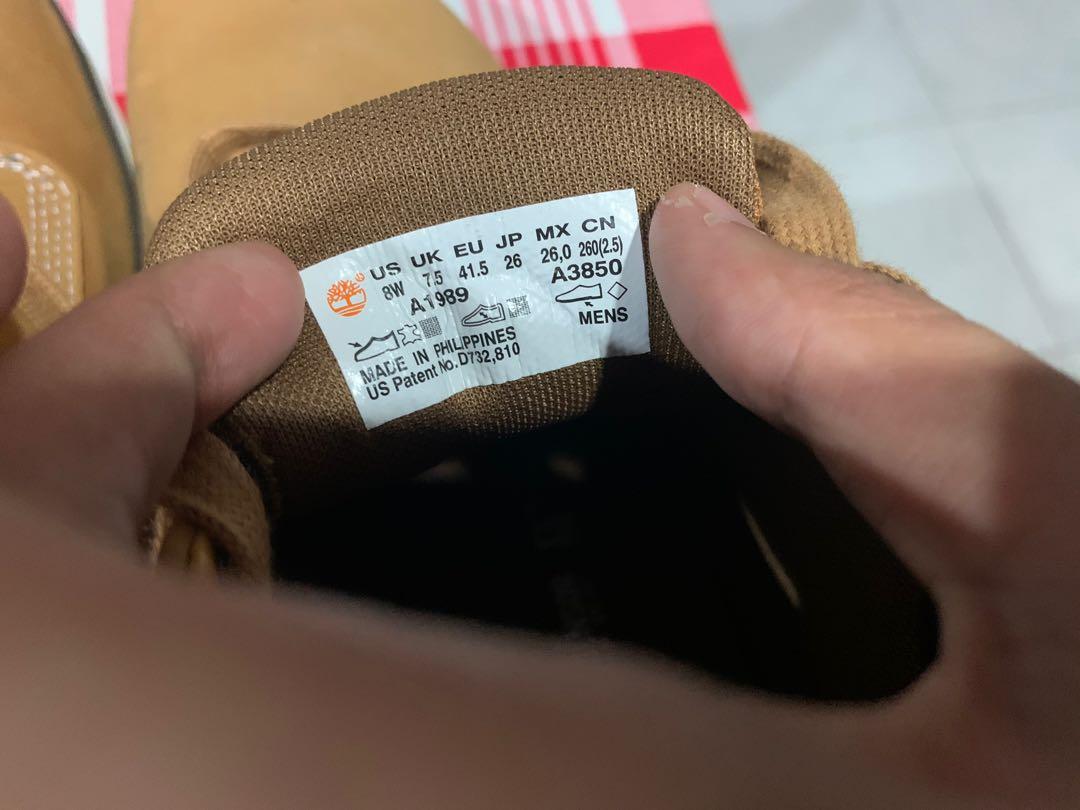 US UK EU JP MX CN
8W 7.5 41.5 26 26,0 260(2.5)
A1989 A3850
MENS
MADE IN PHILIPPINES
US Patent No.D732,810